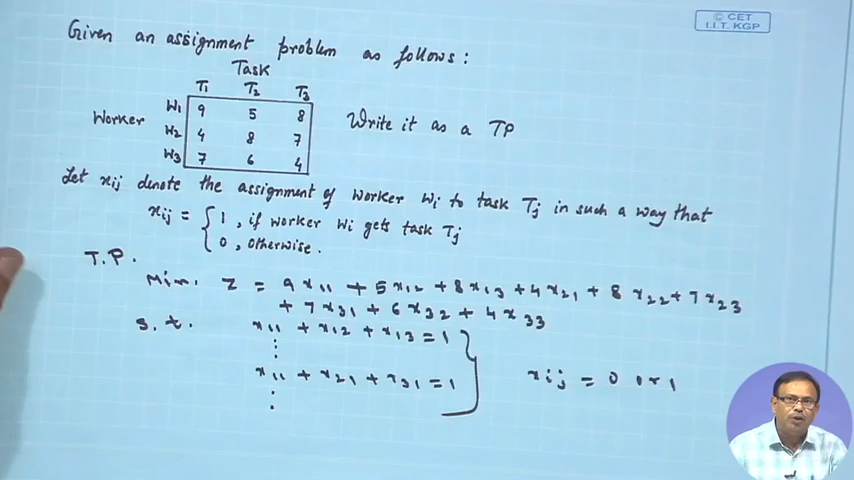 © CET
I.I.T. KGP
Given an assignment problem as follows:
Task
T1 T2 T3
W1 9 5 8
Worker W2 4 8 7 Write it as a TP
W3 7 6 4
Let xij denote the assignment of worker Wi to task Tj in such a way that
xij = { 1, if worker Wi gets task Tj
0, otherwise.
T.P.
Min. Z = 9x11 + 5x12 + 8x13 + 4x21 + 8x22 + 7x23
+ 7x31 + 6x32 + 4x33
s.t. x11 + x12 + x13 = 1
⋮
x11 + x21 + x31 = 1 } xij = 0 or 1
⋮